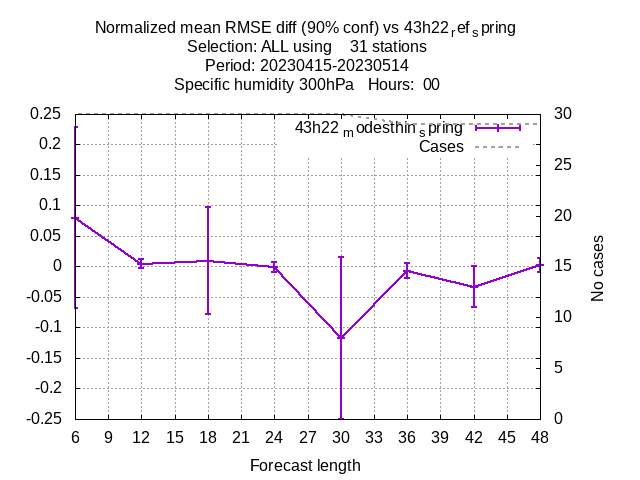 Normalized mean RMSE diff (90% conf) vs 43h22ᵣefₛpring
Selection: ALL using    31 stations
Period: 20230415-20230514
Specific humidity 300hPa   Hours:  00
0.25
0.2
0.15
0.1
0.05
0
-0.05
-0.1
-0.15
-0.2
-0.25
43h22ₘodesthinₛpring
Cases
30
25
20
15
10
5
0
No cases
6 9 12 15 18 21 24 27 30 33 36 39 42 45 48
Forecast length